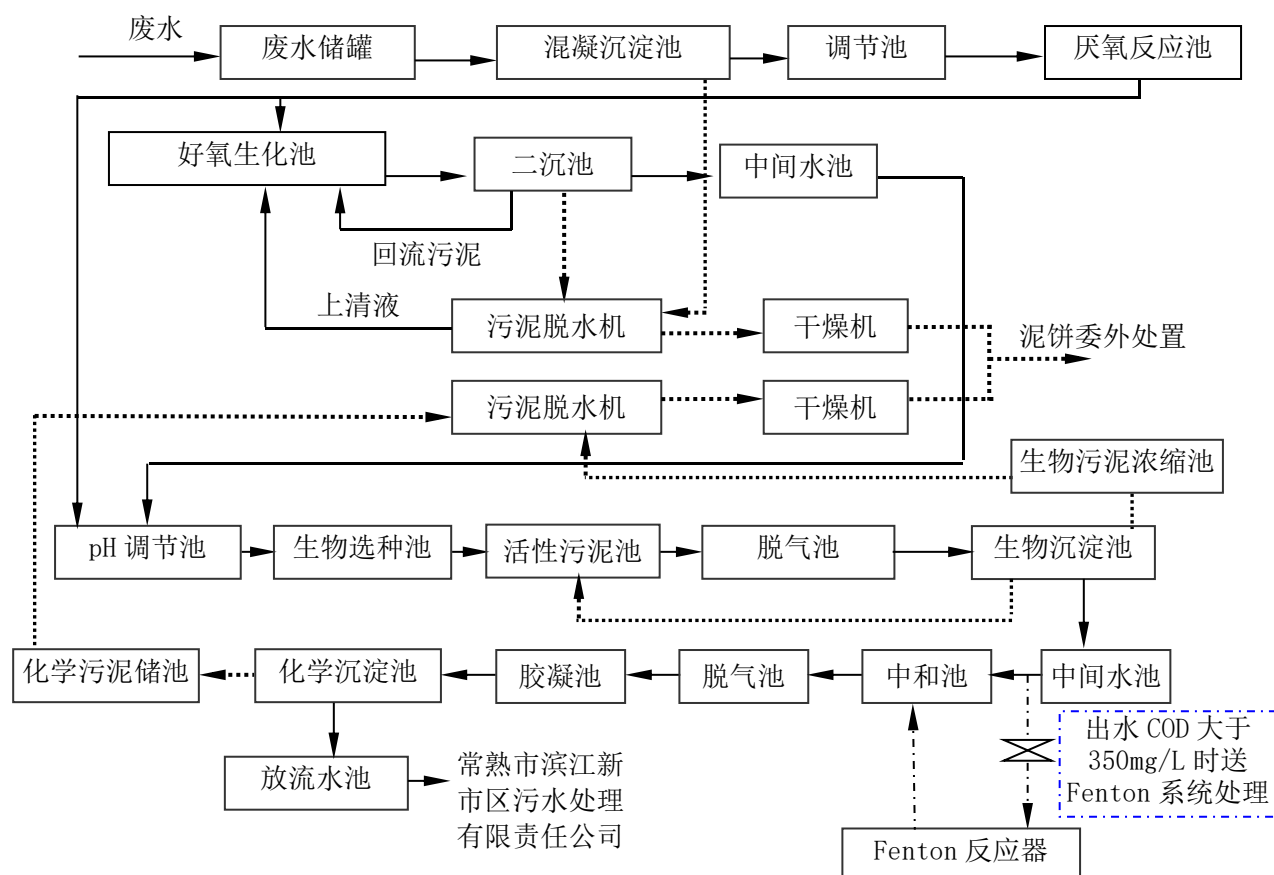 废水
废水储罐
混凝沉淀池
调节池
厌氧反应池
好氧生化池
二沉池
中间水池
回流污泥
上清液
污泥脱水机
干燥机
泥饼委外处置
污泥脱水机
干燥机
生物污泥浓缩池
pH 调节池
生物选种池
活性污泥池
脱气池
生物沉淀池
化学污泥储池
化学沉淀池
胶凝池
脱气池
中和池
中间水池
出水 COD 大于
350mg/L 时送
Fenton 系统处理
放流水池
常熟市滨江新
市区污水处理
有限责任公司
Fenton 反应器